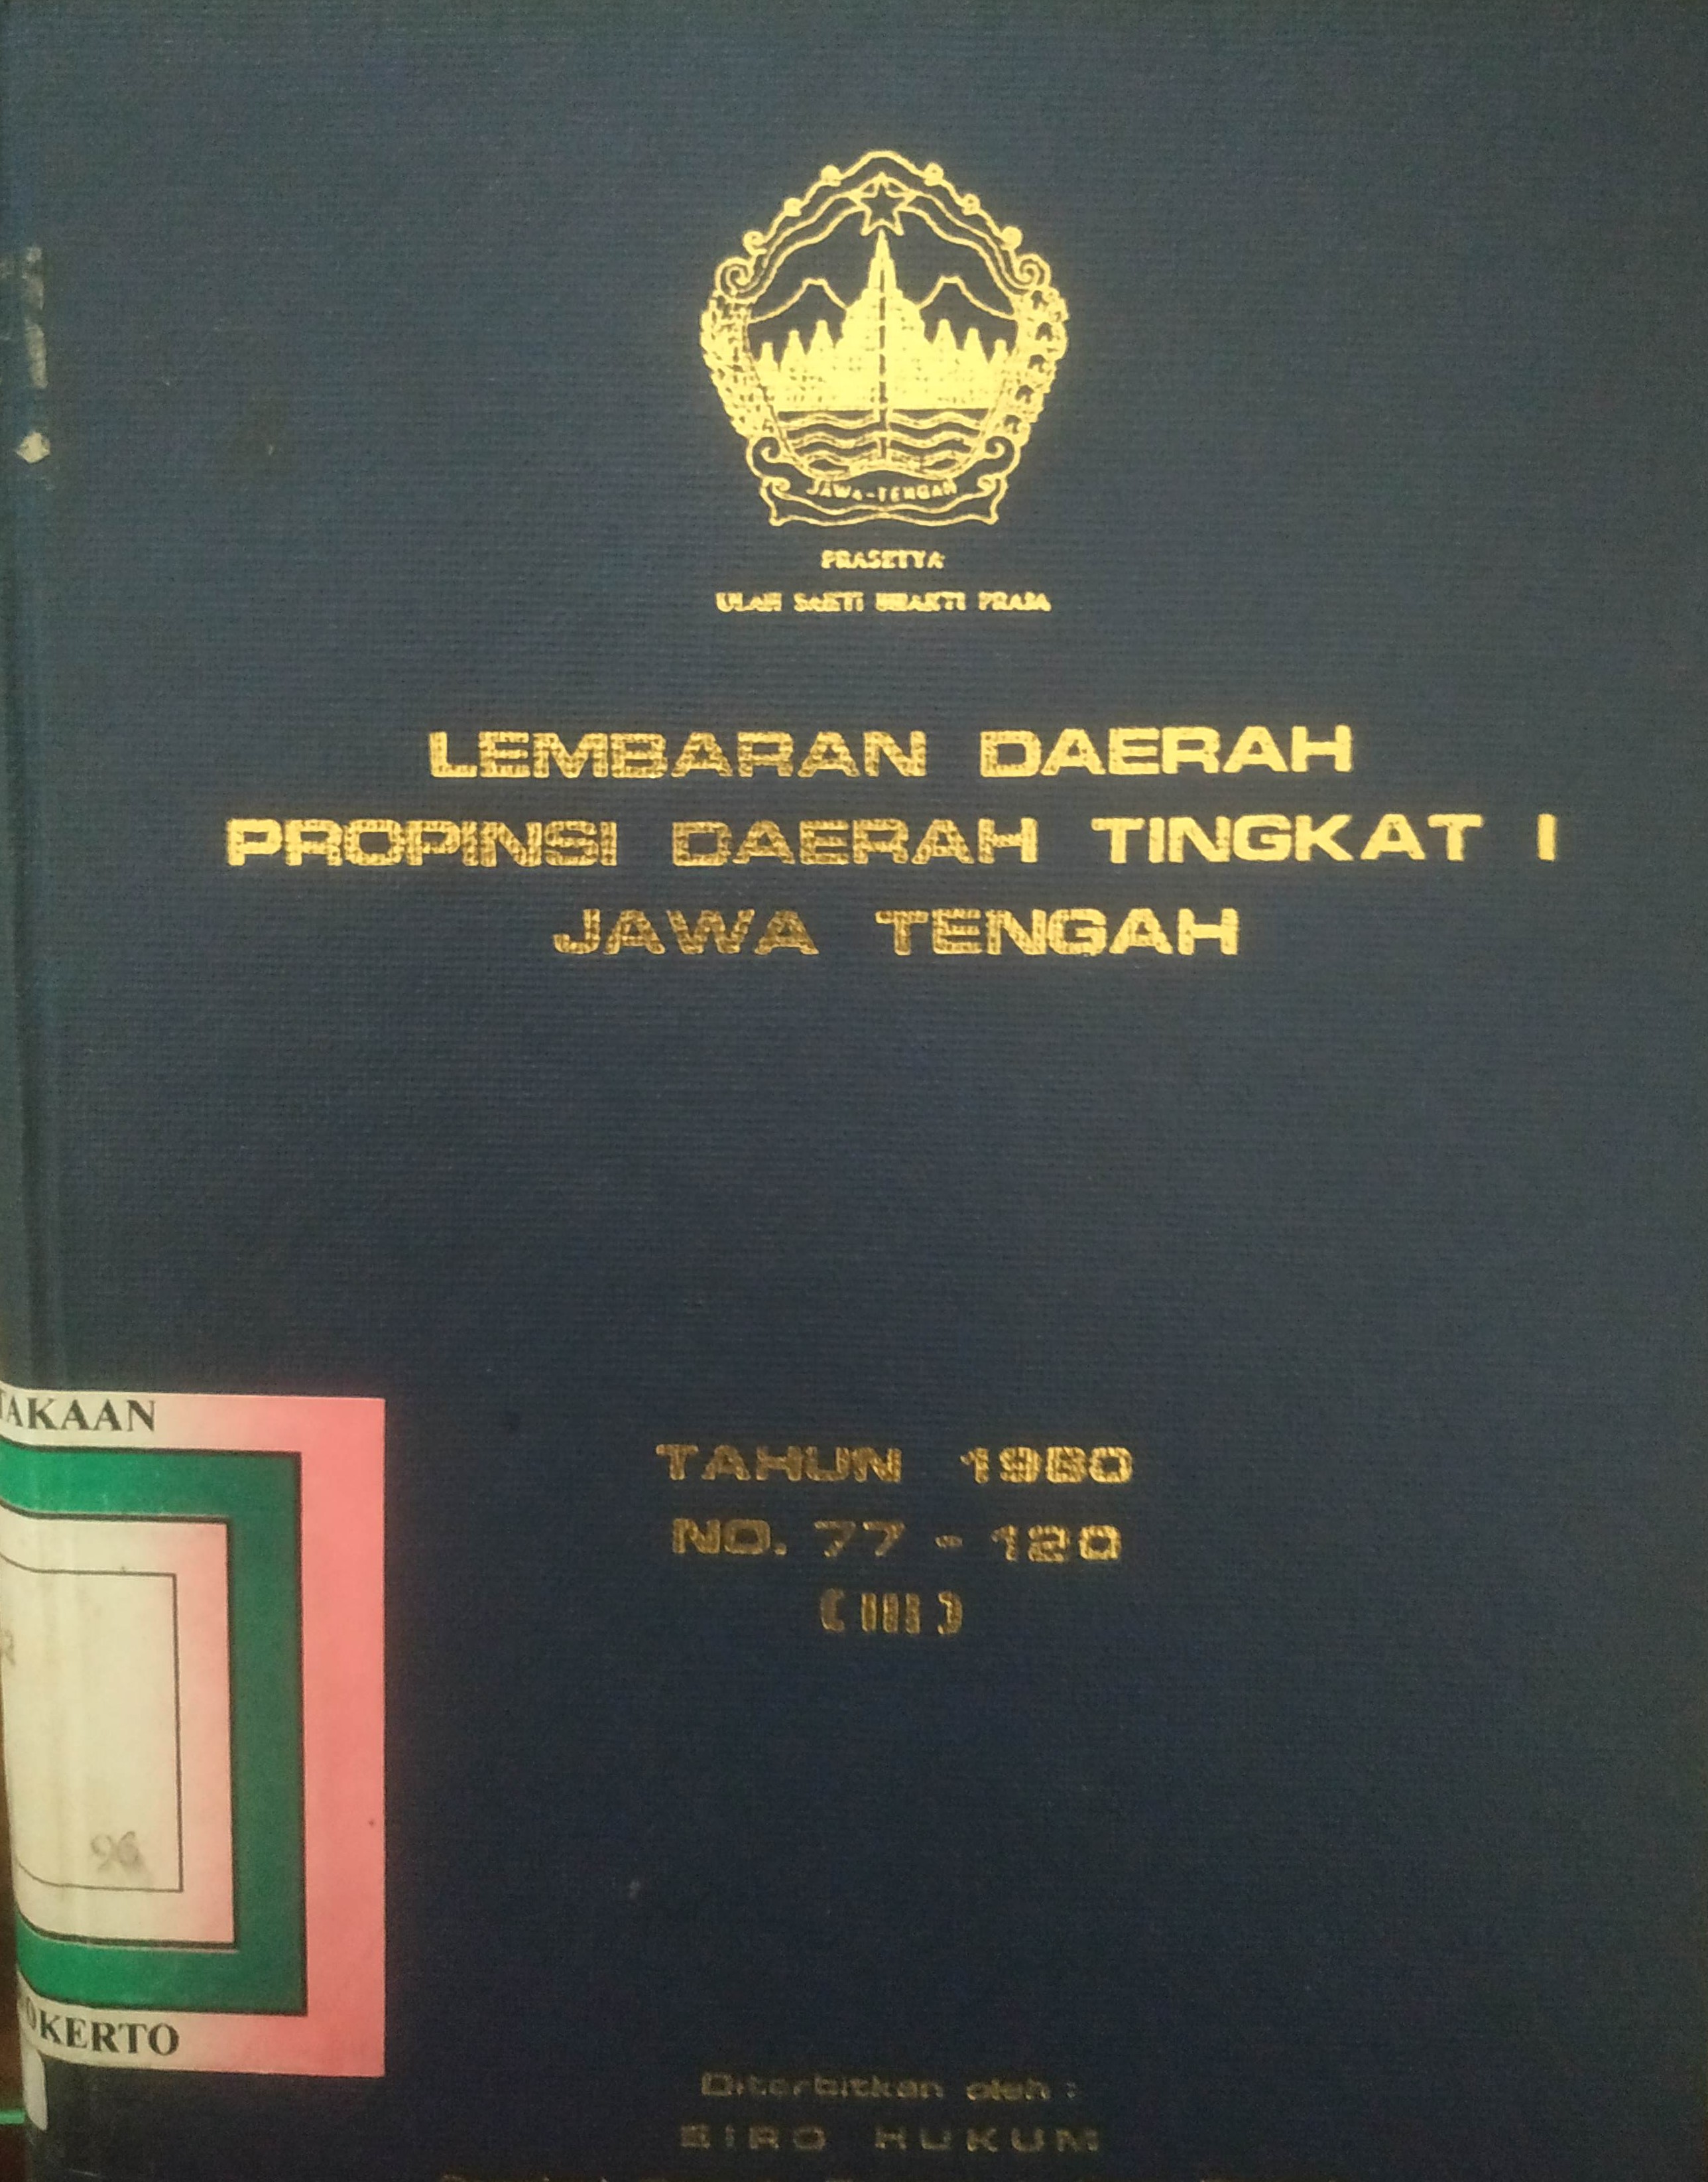 JAWA-TENGAH
PRASETYA
ULAH SAKTI BHAKTI PRAJA
LEMBARAN DAERAH
PROPINSI DAERAH TINGKAT I
JAWA TENGAH
TAHUN 1980
NO. 77 - 120
( III )
TAKAAN
96
OKERTO
Diterbitkan oleh :
BIRO HUKUM